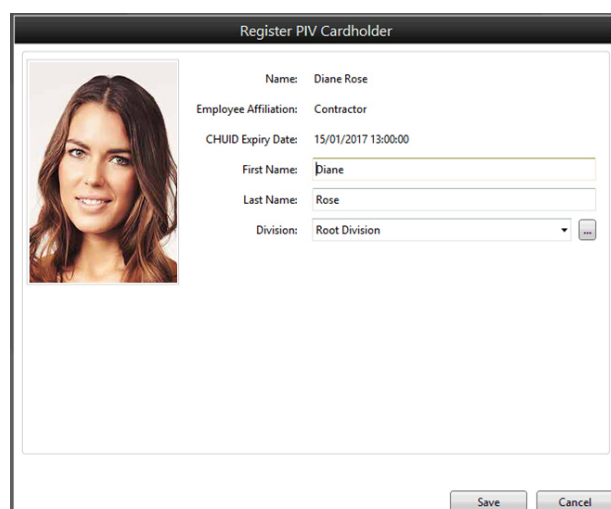 Register PIV Cardholder
Name: Diane Rose
Employee Affiliation: Contractor
CHUID Expiry Date: 15/01/2017 13:00:00
First Name: Diane
Last Name: Rose
Division: Root Division ...
Save Cancel